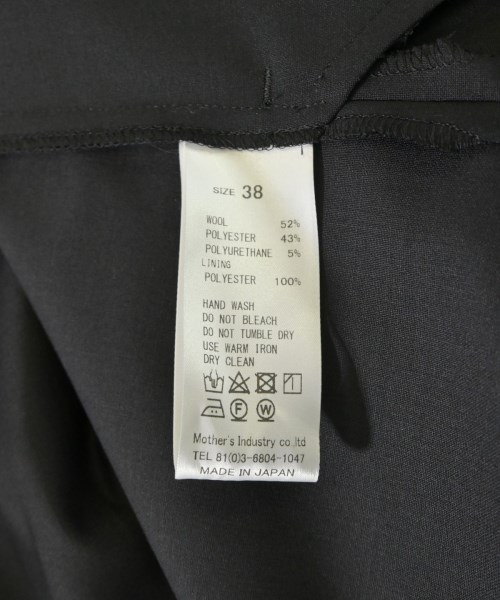 SIZE 38
WOOL 52%
POLYESTER 43%
POLYURETHANE 5%
LINING
POLYESTER 100%
HAND WASH
DO NOT BLEACH
DO NOT TUMBLE DRY
USE WARM IRON
DRY CLEAN
F W
Mother's Industry co.,ltd
TEL 81(0)3-6804-1047
MADE IN JAPAN